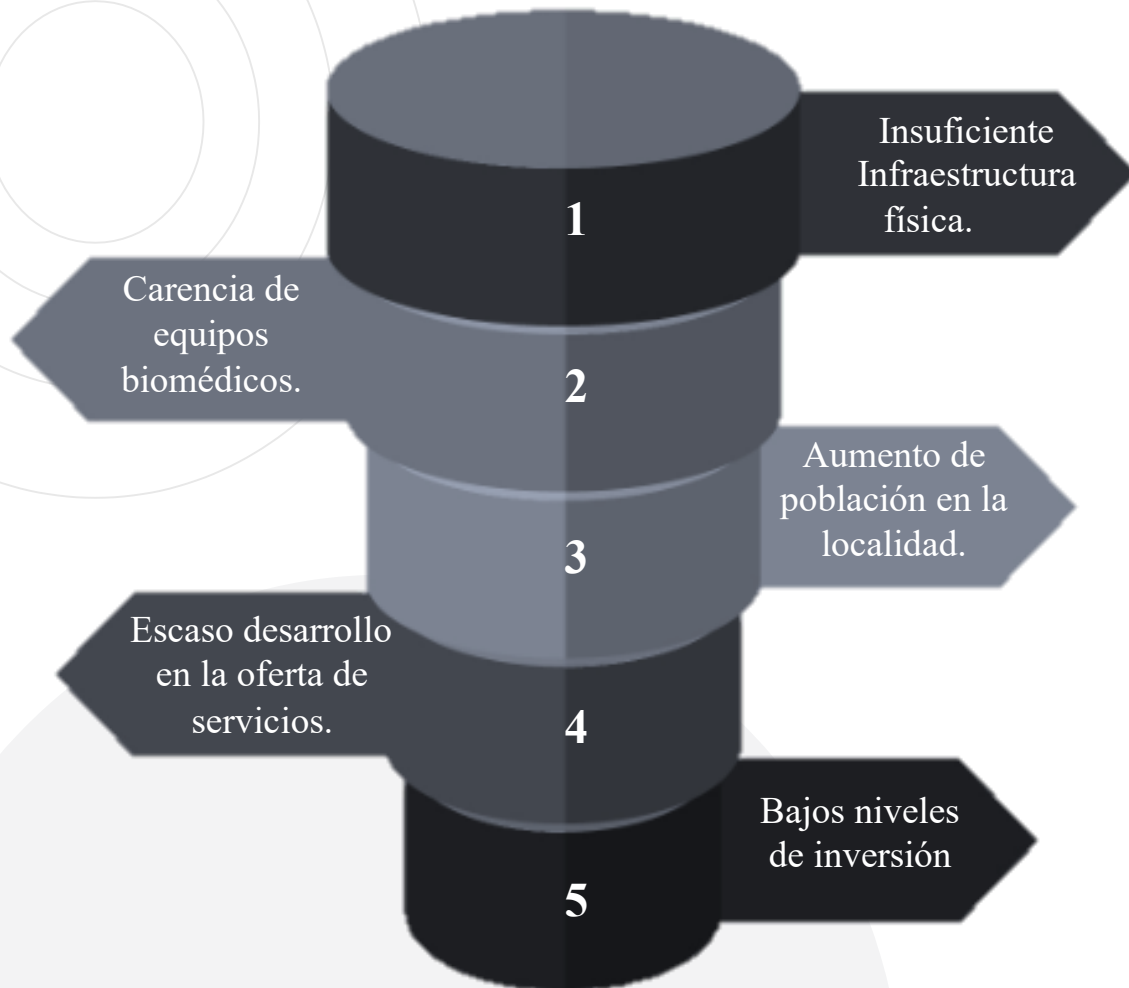 Insuficiente
Infraestructura
física.
1
Carencia de
equipos
biomédicos.
2
Aumento de
población en la
localidad.
3
Escaso desarrollo
en la oferta de
servicios.
4
Bajos niveles
de inversión
5